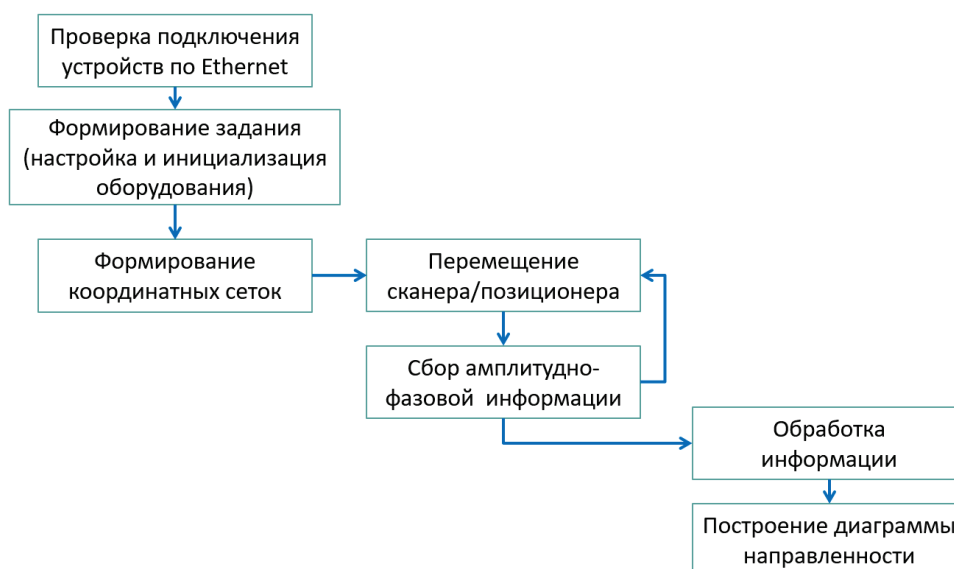 Проверка подключения
устройств по Ethernet
Формирование задания
(настройка и инициализация
оборудования)
Формирование
координатных сеток
Перемещение
сканера/позиционера
Сбор амплитудно-
фазовой информации
Обработка
информации
Построение диаграммы
направленности